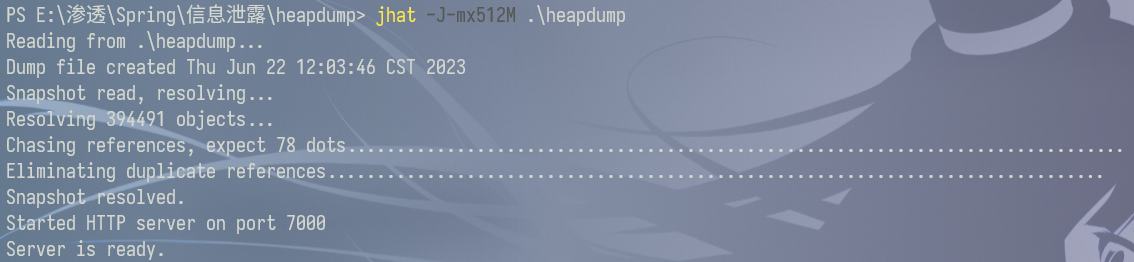 PS E:\渗透\Spring\信息泄露\heapdump> jhat -J-mx512M .\heapdump
Reading from .\heapdump...
Dump file created Thu Jun 22 12:03:46 CST 2023
Snapshot read, resolving...
Resolving 394491 objects...
Chasing references, expect 78 dots..............................................................................
Eliminating duplicate references..............................................................................
Snapshot resolved.
Started HTTP server on port 7000
Server is ready.